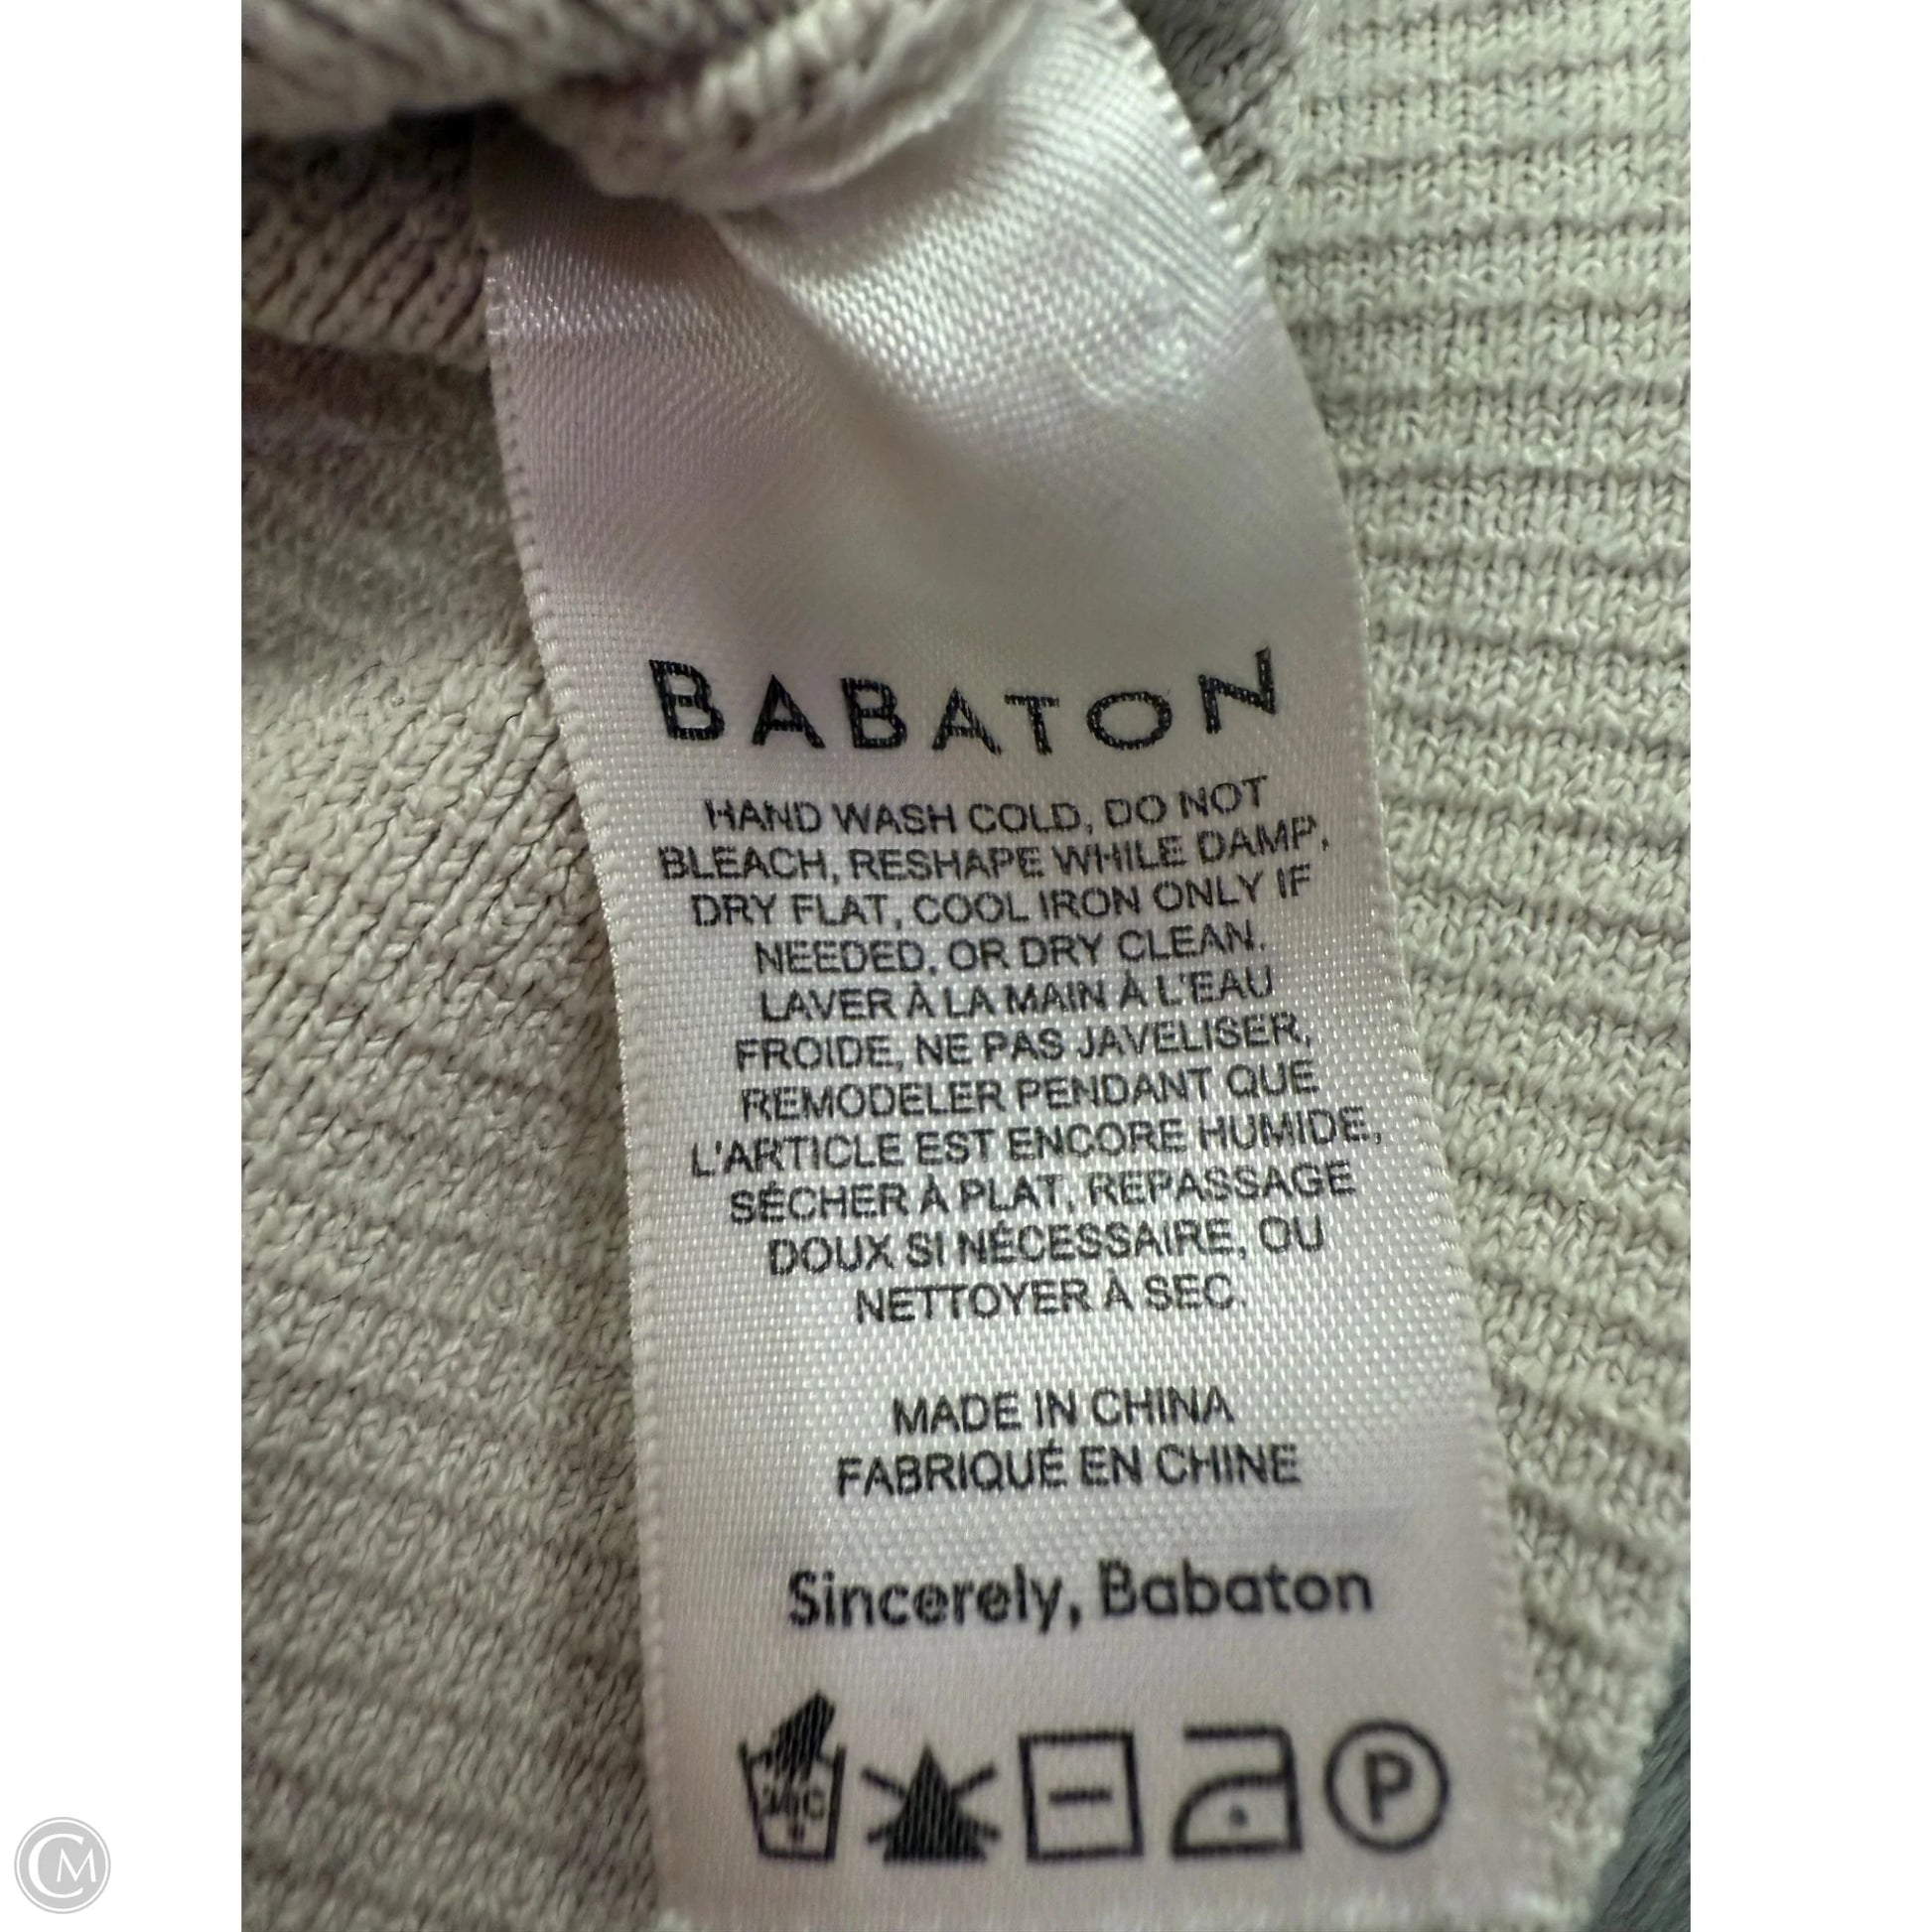 BABATON
HAND WASH COLD, DO NOT
BLEACH, RESHAPE WHILE DAMP,
DRY FLAT, COOL IRON ONLY IF
NEEDED, OR DRY CLEAN.
LAVER À LA MAIN À L'EAU
FROIDE, NE PAS JAVELISER,
REMODELER PENDANT QUE
L'ARTICLE EST ENCORE HUMIDE,
SÉCHER À PLAT, REPASSAGE
DOUX SI NÉCESSAIRE, OU
NETTOYER À SEC.
MADE IN CHINA
FABRIQUÉ EN CHINE
Sincerely, Babaton
P
CM